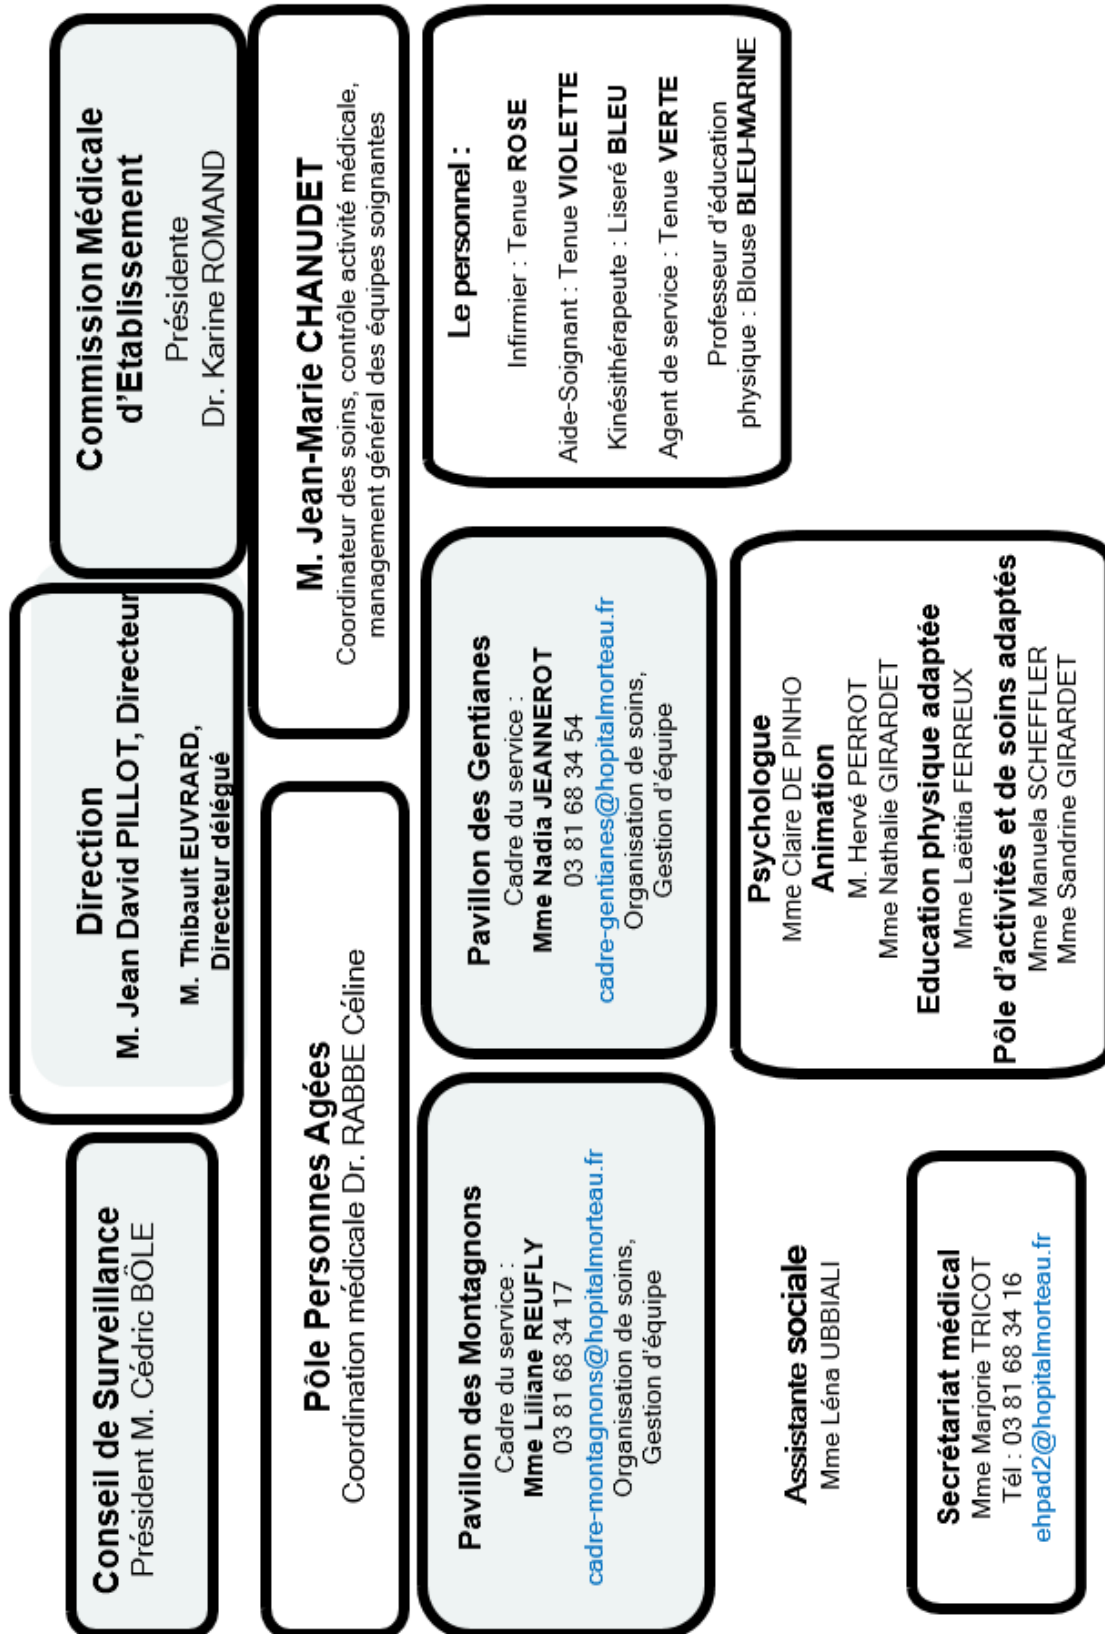 Conseil de Surveillance
Président M. Cédric BÔLE
Direction
M. Jean David PILLOT, Directeur
M. Thibault EUVRARD,
Directeur délégué
Commission Médicale
d'Etablissement
Présidente
Dr. Karine ROMAND
Pôle Personnes Agées
Coordination médicale Dr. RABBE Céline
M. Jean-Marie CHANUDET
Coordinateur des soins, contrôle activité médicale,
management général des équipes soignantes
Pavillon des Montagnons
Cadre du service :
Mme Liliane REUFLY
03 81 68 34 17
cadre-montagnons@hopitalmorteau.fr
Organisation de soins,
Gestion d'équipe
Pavillon des Gentianes
Cadre du service :
Mme Nadia JEANNEROT
03 81 68 34 54
cadre-gentianes@hopitalmorteau.fr
Organisation de soins,
Gestion d'équipe
Le personnel :
Infirmier : Tenue ROSE
Aide-Soignant : Tenue VIOLETTE
Kinésithérapeute : Liseré BLEU
Agent de service : Tenue VERTE
Professeur d'éducation
physique : Blouse BLEU-MARINE
Assistante sociale
Mme Léna UBBIALI
Psychologue
Mme Claire DE PINHO
Animation
M. Hervé PERROT
Mme Nathalie GIRARDET
Education physique adaptée
Mme Laëtitia FERREUX
Pôle d'activités et de soins adaptés
Mme Manuela SCHEFFLER
Mme Sandrine GIRARDET
Secrétariat médical
Mme Marjorie TRICOT
Tél : 03 81 68 34 16
ehpad2@hopitalmorteau.fr